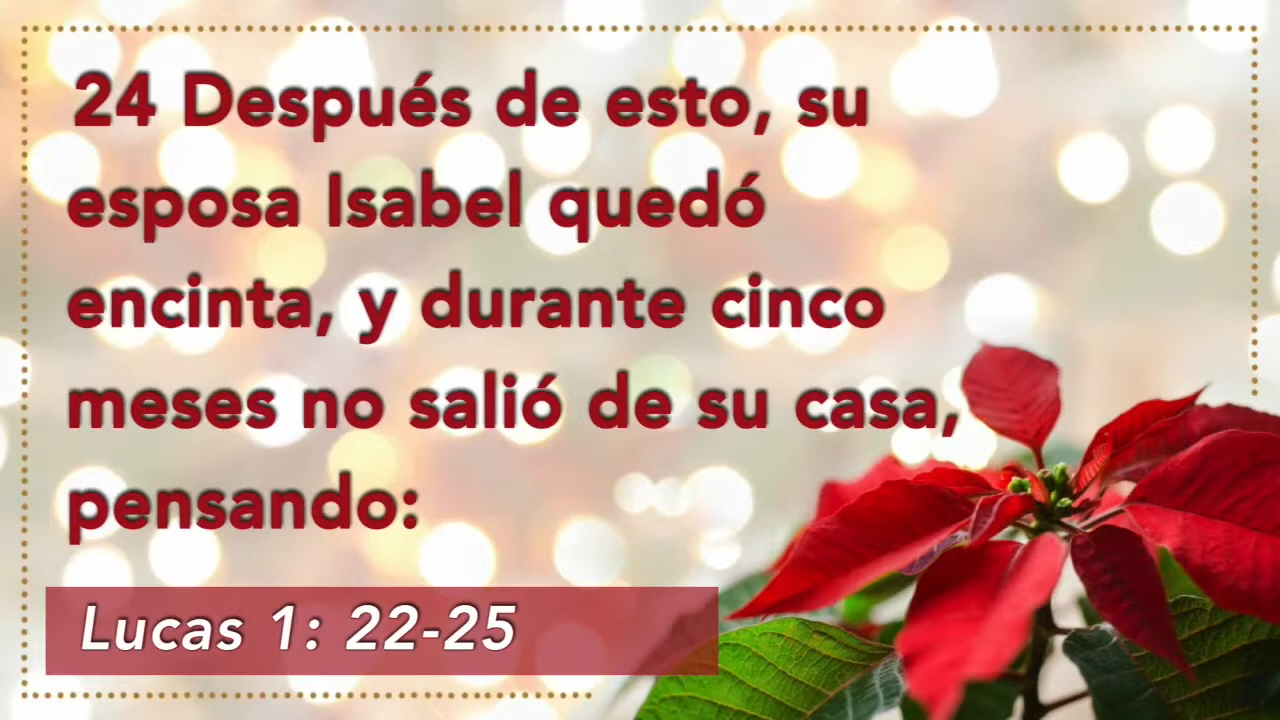 24 Después de esto, su
esposa Isabel quedó
encinta, y durante cinco
meses no salió de su casa,
pensando:
Lucas 1: 22-25